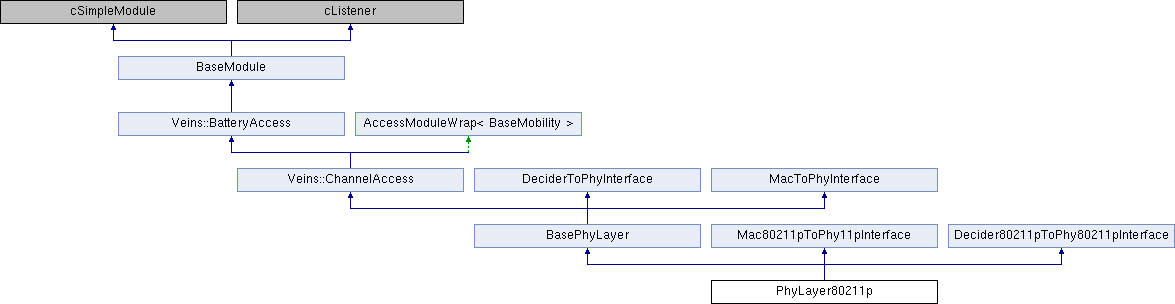 cSimpleModule
cListener
BaseModule
Veins::BatteryAccess
AccessModuleWrap< BaseMobility >
Veins::ChannelAccess
DeciderToPhyInterface
MacToPhyInterface
BasePhyLayer
Mac80211pToPhy11pInterface
Decider80211pToPhy80211pInterface
PhyLayer80211p